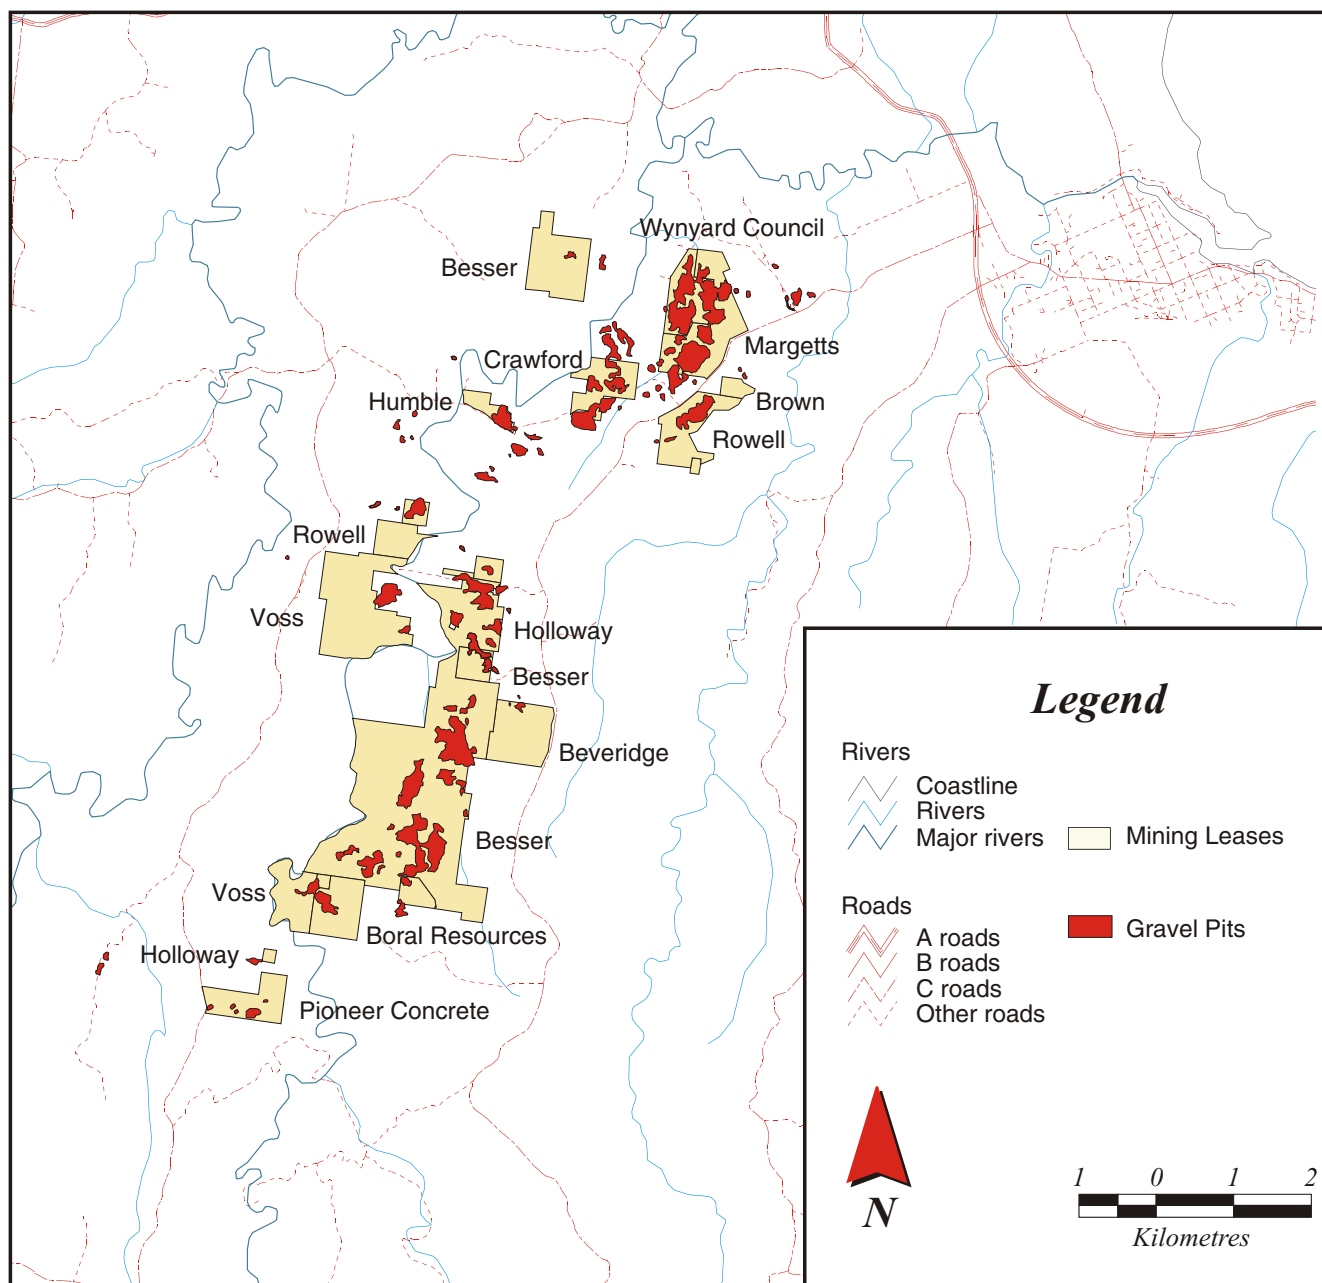 Wynyard Council
Besser
Margetts
Crawford
Humble
Brown
Rowell
Rowell
Voss
Holloway
Besser
Beveridge
Besser
Voss
Boral Resources
Holloway
Pioneer Concrete
Legend
Rivers
Coastline
Rivers
Major rivers
Mining Leases
Roads
A roads
B roads
C roads
Other roads
Gravel Pits
N
1 0 1 2
Kilometres